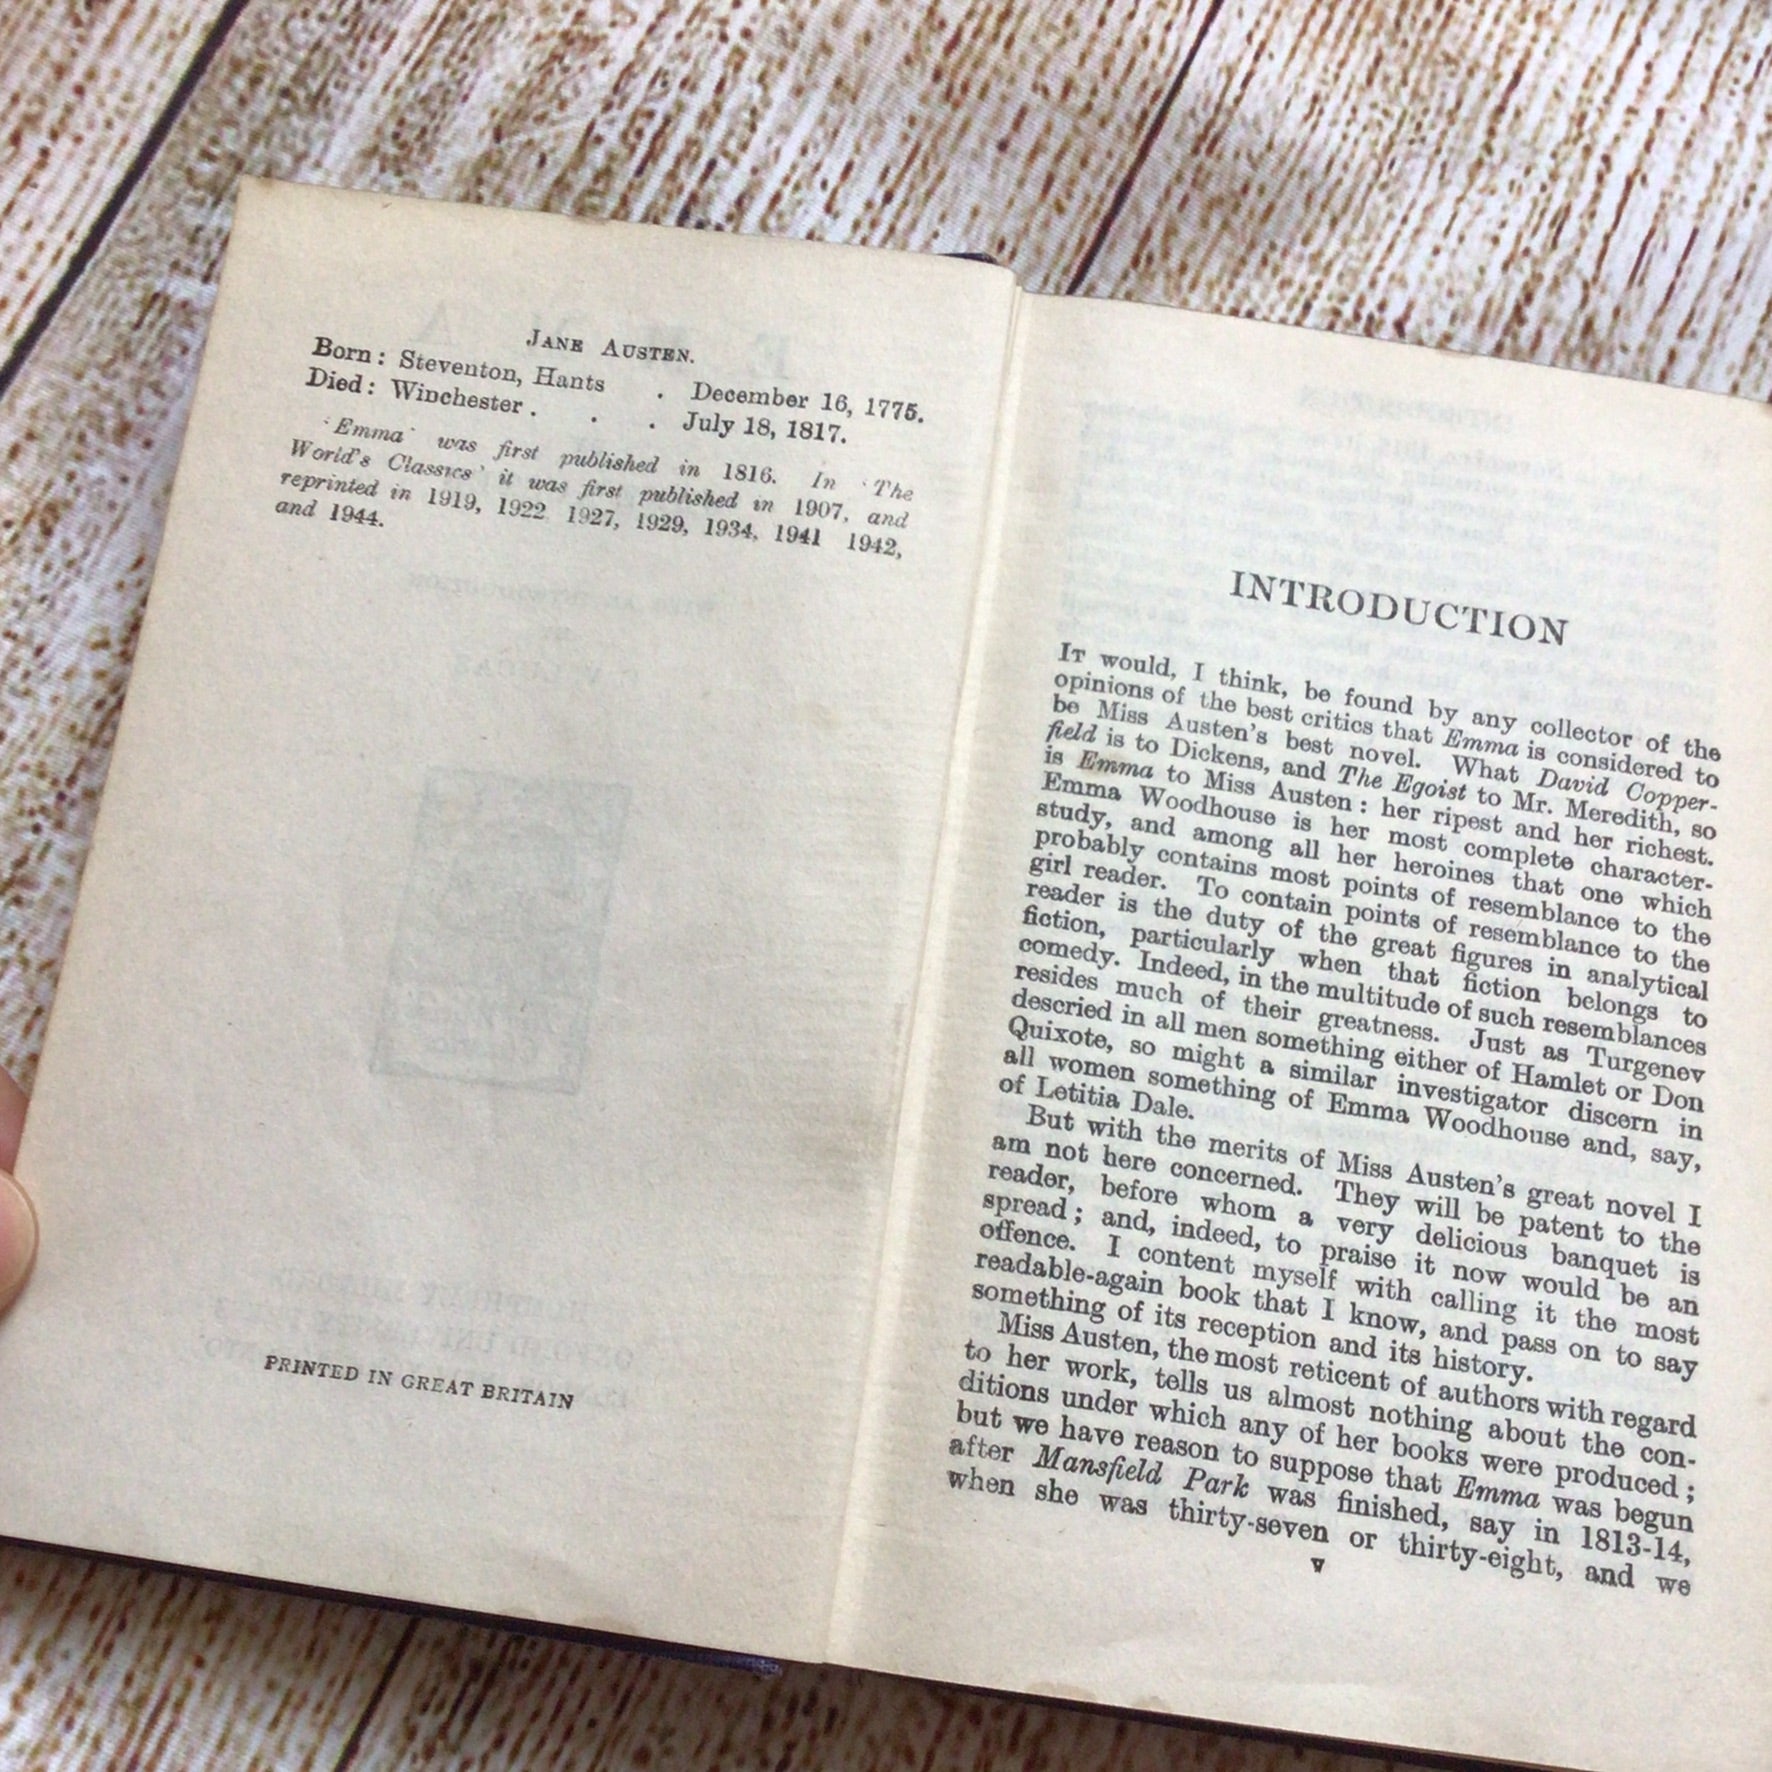 JANE AUSTEN.
Born: Steventon, Hants . December 16, 1775.
Died: Winchester . . . July 18, 1817.
'Emma' was first published in 1816. In 'The
World's Classics' it was first published in 1907, and
reprinted in 1919, 1922 1927, 1929, 1934, 1941 1942,
and 1944.
PRINTED IN GREAT BRITAIN
INTRODUCTION
IT would, I think, be found by any collector of the
opinions of the best critics that Emma is considered to
be Miss Austen's best novel. What David Copper-
field is to Dickens, and The Egoist to Mr. Meredith, so
is Emma to Miss Austen: her ripest and her richest.
Emma Woodhouse is her most complete character-
study, and among all her heroines that one which
probably contains most points of resemblance to the
girl reader. To contain points of resemblance to the
reader is the duty of the great figures in analytical
fiction, particularly when that fiction belongs to
comedy. Indeed, in the multitude of such resemblances
resides much of their greatness. Just as Turgenev
descried in all men something either of Hamlet or Don
Quixote, so might a similar investigator discern in
all women something of Emma Woodhouse and, say,
of Letitia Dale.
But with the merits of Miss Austen's great novel I
am not here concerned. They will be patent to the
reader, before whom a very delicious banquet is
spread; and, indeed, to praise it now would be an
offence. I content myself with calling it the most
readable-again book that I know, and pass on to say
something of its reception and its history.
Miss Austen, the most reticent of authors with regard
to her work, tells us almost nothing about the con-
ditions under which any of her books were produced;
but we have reason to suppose that Emma was begun
after Mansfield Park was finished, say in 1813-14,
when she was thirty-seven or thirty-eight, and we
v